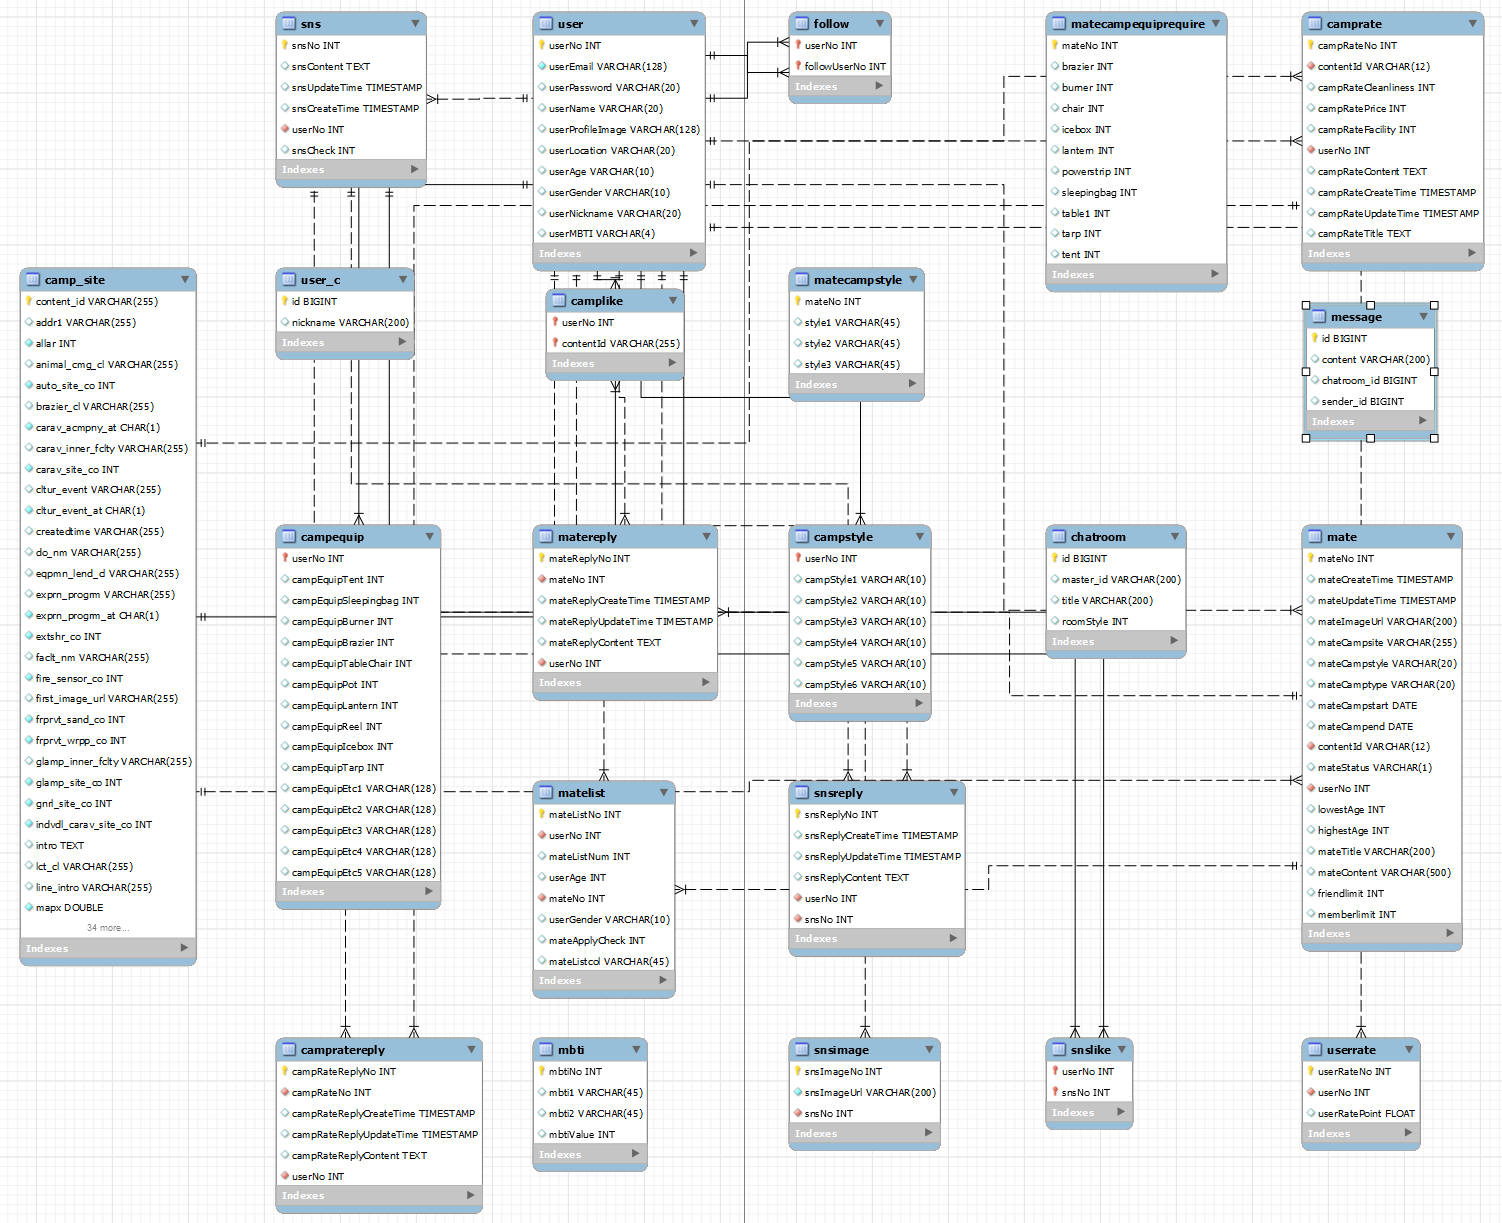 sns
snsNo INT
snsContent TEXT
snsUpdateTime TIMESTAMP
snsCreateTime TIMESTAMP
userNo INT
snsCheck INT
Indexes
user
userNo INT
userEmail VARCHAR(128)
userPassword VARCHAR(20)
userName VARCHAR(20)
userProfileImage VARCHAR(128)
userLocation VARCHAR(20)
userAge VARCHAR(10)
userGender VARCHAR(10)
userNickname VARCHAR(20)
userMBTI VARCHAR(4)
Indexes
follow
userNo INT
followUserNo INT
Indexes
matecampequiprequire
mateNo INT
brazier INT
burner INT
chair INT
icebox INT
lantern INT
powerstrip INT
sleepingbag INT
table1 INT
tarp INT
tent INT
Indexes
camprate
campRateNo INT
contentId VARCHAR(12)
campRateCleanliness INT
campRatePrice INT
campRateFacility INT
userNo INT
campRateContent TEXT
campRateCreateTime TIMESTAMP
campRateUpdateTime TIMESTAMP
campRateTitle TEXT
Indexes
camp_site
content_id VARCHAR(255)
addr1 VARCHAR(255)
allar INT
animal_cmg_cl VARCHAR(255)
auto_site_co INT
brazier_cl VARCHAR(255)
carav_acmpny_at CHAR(1)
carav_inner_fclty VARCHAR(255)
carav_site_co INT
cltur_event VARCHAR(255)
cltur_event_at CHAR(1)
createdtime VARCHAR(255)
do_nm VARCHAR(255)
eqpmn_lend_cl VARCHAR(255)
exprn_progrm VARCHAR(255)
exprn_progrm_at CHAR(1)
extshr_co INT
faclt_nm VARCHAR(255)
fire_sensor_co INT
first_image_url VARCHAR(255)
frprvt_sand_co INT
frprvt_wrpp_co INT
glamp_inner_fclty VARCHAR(255)
glamp_site_co INT
gnrl_site_co INT
indvdl_carav_site_co INT
intro TEXT
lct_cl VARCHAR(255)
line_intro VARCHAR(255)
mapx DOUBLE
34 more...
Indexes
user_c
id BIGINT
nickname VARCHAR(200)
Indexes
camplike
userNo INT
contentId VARCHAR(255)
Indexes
matecampstyle
mateNo INT
style1 VARCHAR(45)
style2 VARCHAR(45)
style3 VARCHAR(45)
Indexes
message
id BIGINT
content VARCHAR(200)
chatroom_id BIGINT
sender_id BIGINT
Indexes
campequip
userNo INT
campEquipTent INT
campEquipSleepingbag INT
campEquipBurner INT
campEquipBrazier INT
campEquipTableChair INT
campEquipPot INT
campEquipLantern INT
campEquipReel INT
campEquipIcebox INT
campEquipTarp INT
campEquipEtc1 VARCHAR(128)
campEquipEtc2 VARCHAR(128)
campEquipEtc3 VARCHAR(128)
campEquipEtc4 VARCHAR(128)
campEquipEtc5 VARCHAR(128)
Indexes
matereply
mateReplyNo INT
mateNo INT
mateReplyCreateTime TIMESTAMP
mateReplyUpdateTime TIMESTAMP
mateReplyContent TEXT
userNo INT
Indexes
campstyle
userNo INT
campStyle1 VARCHAR(10)
campStyle2 VARCHAR(10)
campStyle3 VARCHAR(10)
campStyle4 VARCHAR(10)
campStyle5 VARCHAR(10)
campStyle6 VARCHAR(10)
Indexes
chatroom
id BIGINT
master_id VARCHAR(200)
title VARCHAR(200)
roomStyle INT
Indexes
mate
mateNo INT
mateCreateTime TIMESTAMP
mateUpdateTime TIMESTAMP
mateImageUrl VARCHAR(200)
mateCampsite VARCHAR(255)
mateCampstyle VARCHAR(20)
mateCamptype VARCHAR(20)
mateCampstart DATE
mateCampend DATE
contentId VARCHAR(12)
mateStatus VARCHAR(1)
userNo INT
lowestAge INT
highestAge INT
mateTitle VARCHAR(200)
mateContent VARCHAR(500)
friendlimit INT
memberlimit INT
Indexes
matelist
mateListNo INT
userNo INT
mateListNum INT
userAge INT
mateNo INT
userGender VARCHAR(10)
mateApplyCheck INT
mateListcol VARCHAR(45)
Indexes
snsreply
snsReplyNo INT
snsReplyCreateTime TIMESTAMP
snsReplyUpdateTime TIMESTAMP
snsReplyContent TEXT
userNo INT
snsNo INT
Indexes
campratereply
campRateReplyNo INT
campRateNo INT
campRateReplyCreateTime TIMESTAMP
campRateReplyUpdateTime TIMESTAMP
campRateReplyContent TEXT
userNo INT
Indexes
mbti
mbtiNo INT
mbti1 VARCHAR(45)
mbti2 VARCHAR(45)
mbtiValue INT
Indexes
snsimage
snsImageNo INT
snsImageUrl VARCHAR(200)
snsNo INT
Indexes
snslike
userNo INT
snsNo INT
Indexes
userrate
userRateNo INT
userNo INT
userRatePoint FLOAT
Indexes